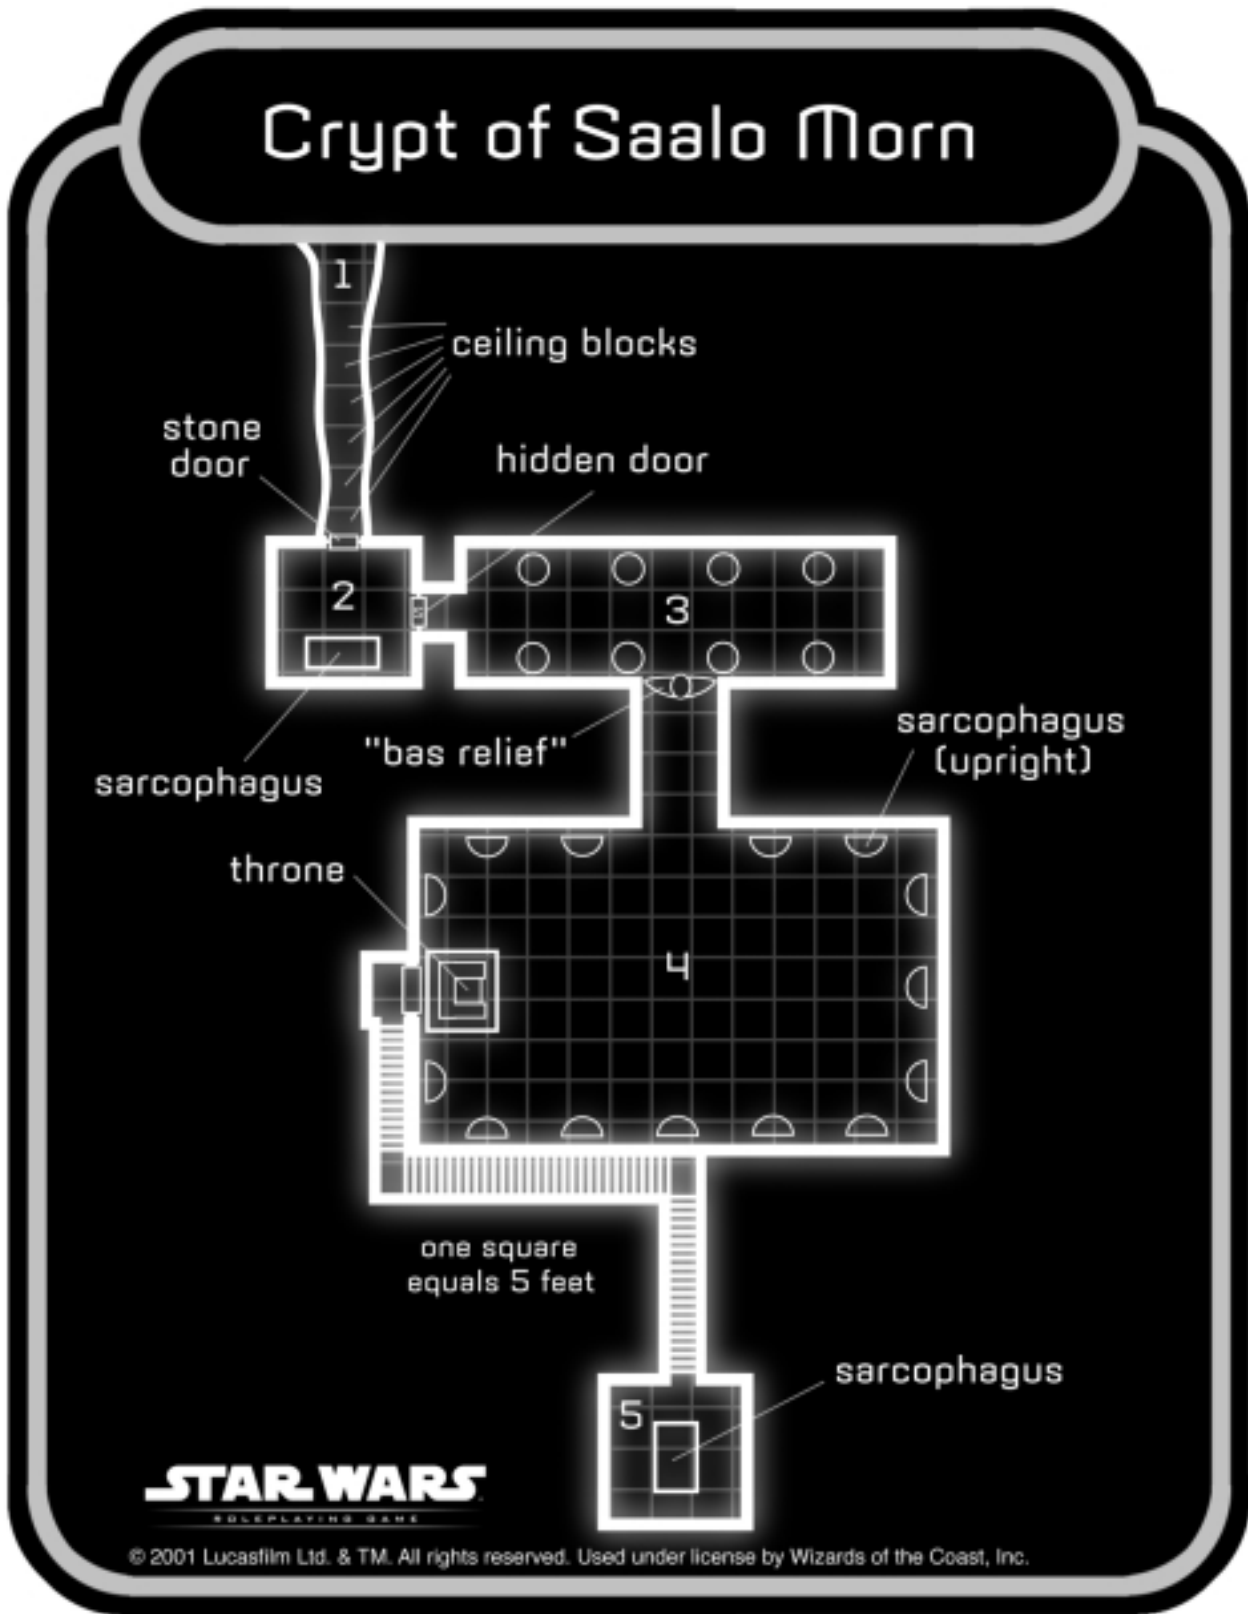 Crypt of Saalo Morn
1
ceiling blocks
stone
door
hidden door
2
3
"bas relief"
sarcophagus
(upright)
sarcophagus
throne
4
one square
equals 5 feet
sarcophagus
5
STAR WARS
ROLEPLAYING GAME
© 2001 Lucasfilm Ltd. & TM. All rights reserved. Used under license by Wizards of the Coast, Inc.